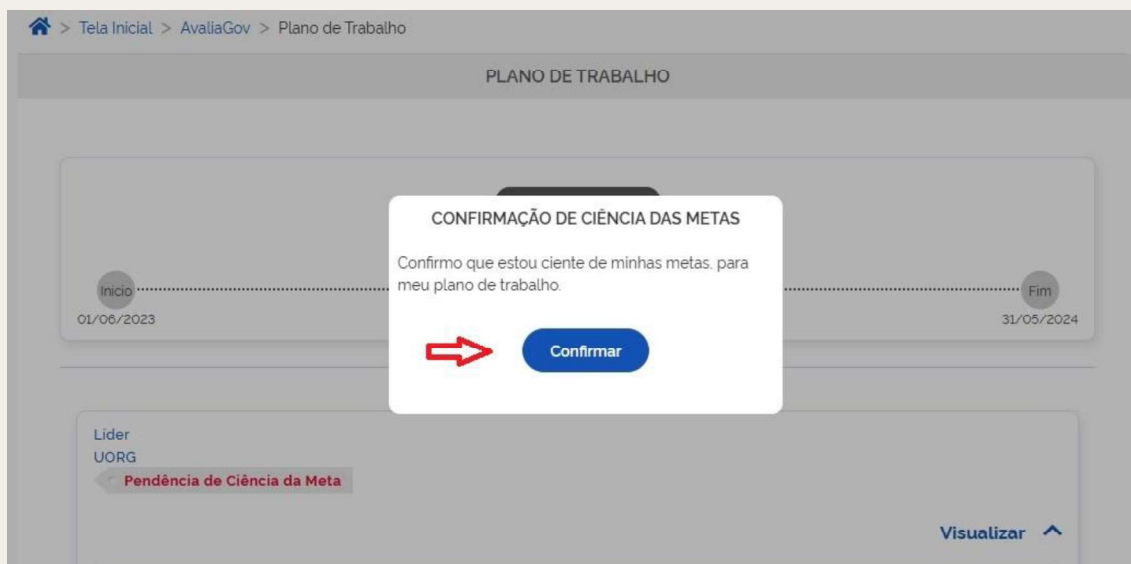 > Tela Inicial > AvaliaGov > Plano de Trabalho
PLANO DE TRABALHO
CONFIRMAÇÃO DE CIÊNCIA DAS METAS
Confirmo que estou ciente de minhas metas, para
meu plano de trabalho.
Inicio
Fim
01/06/2023
31/05/2024
Confirmar
Lider
UORG
Pendência de Ciência da Meta
Visualizar